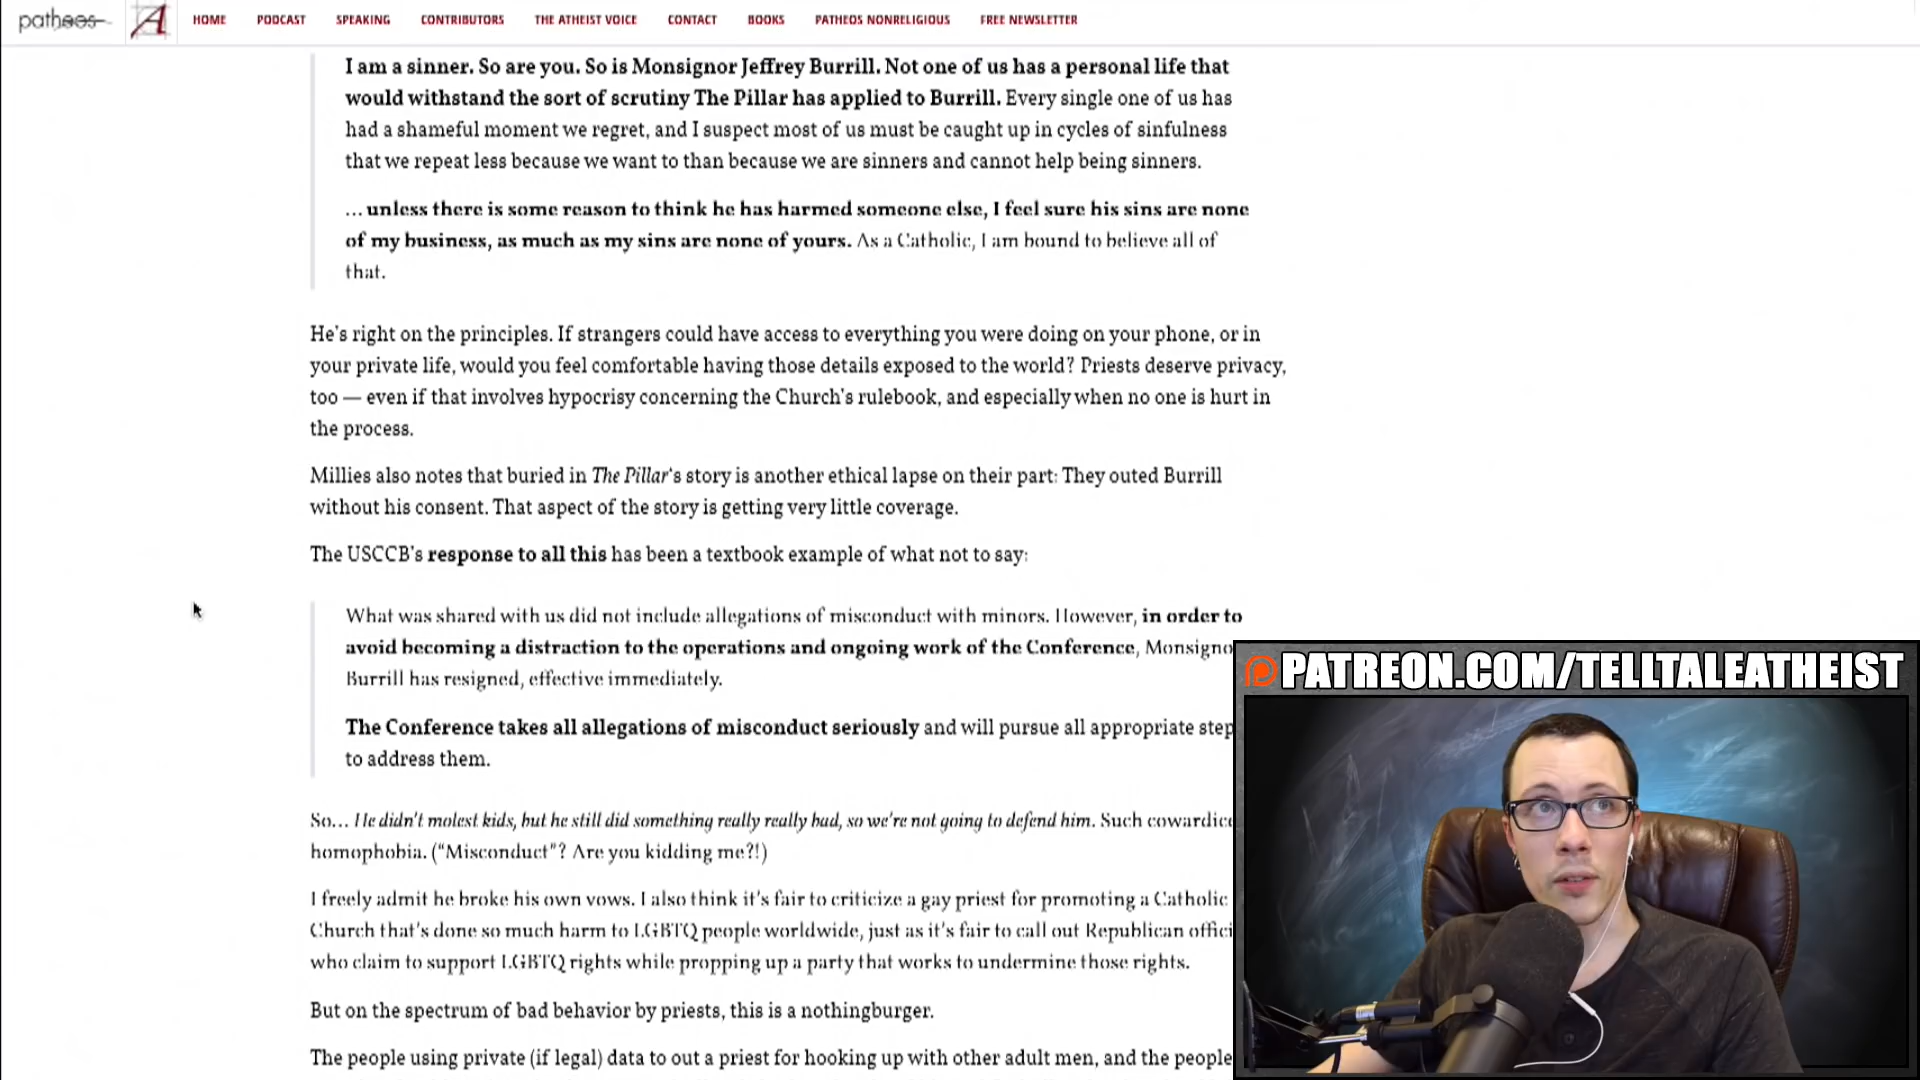 patheos A HOME PODCAST SPEAKING CONTRIBUTORS THE ATHEIST VOICE CONTACT BOOKS PATHEOS NONRELIGIOUS FREE NEWSLETTER
I am a sinner. So are you. So is Monsignor Jeffrey Burrill. Not one of us has a personal life that
would withstand the sort of scrutiny The Pillar has applied to Burrill. Every single one of us has
had a shameful moment we regret, and I suspect most of us must be caught up in cycles of sinfulness
that we repeat less because we want to than because we are sinners and cannot help being sinners.
… unless there is some reason to think he has harmed someone else, I feel sure his sins are none
of my business, as much as my sins are none of yours. As a Catholic, I am bound to believe all of
that.
He's right on the principles. If strangers could have access to everything you were doing on your phone, or in
your private life, would you feel comfortable having those details exposed to the world? Priests deserve privacy,
too — even if that involves hypocrisy concerning the Church's rulebook, and especially when no one is hurt in
the process.
Millies also notes that buried in The Pillar's story is another ethical lapse on their part: They outed Burrill
without his consent. That aspect of the story is getting very little coverage.
The USCCB's response to all this has been a textbook example of what not to say:
What was shared with us did not include allegations of misconduct with minors. However, in order to
avoid becoming a distraction to the operations and ongoing work of the Conference, Monsigno
Burrill has resigned, effective immediately.
The Conference takes all allegations of misconduct seriously and will pursue all appropriate step
to address them.
So… He didn't molest kids, but he still did something really really bad, so we're not going to defend him. Such cowardice
homophobia. ("Misconduct"? Are you kidding me?!)
I freely admit he broke his own vows. I also think it's fair to criticize a gay priest for promoting a Catholic
Church that's done so much harm to LGBTQ people worldwide, just as it's fair to call out Republican offici
who claim to support LGBTQ rights while propping up a party that works to undermine those rights.
But on the spectrum of bad behavior by priests, this is a nothingburger.
The people using private (if legal) data to out a priest for hooking up with other adult men, and the people
PATREON.COM/TELLTALEATHEIST